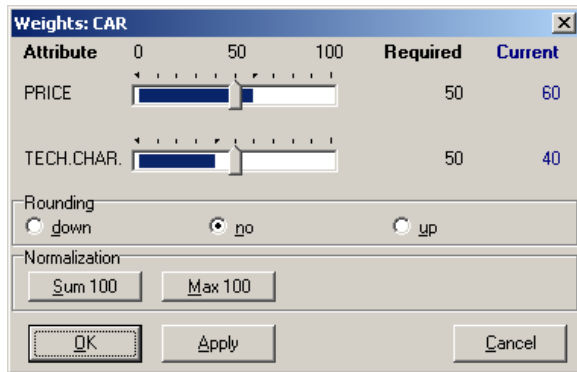 Weights: CAR
Attribute 0 50 100 Required Current
PRICE 50 60
TECH.CHAR. 50 40
Rounding
down no up
Normalization
Sum 100 Max 100
OK Apply Cancel